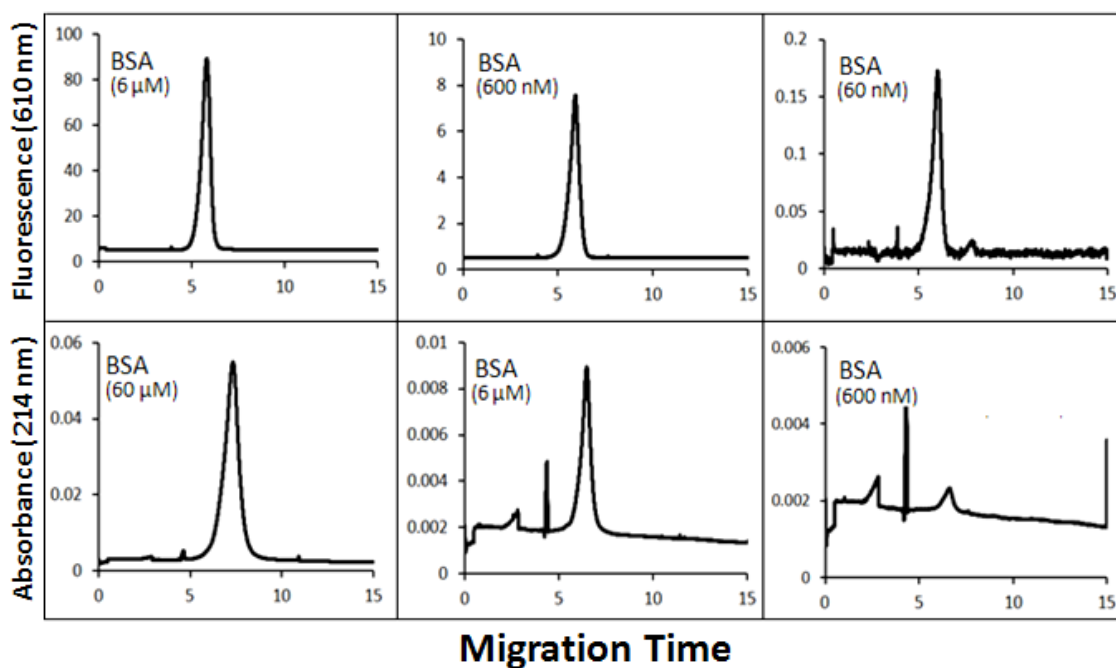 Fluorescence (610 nm)
100
80
60
40
20
0
BSA
(6 µM)
0 5 10 15
10
8
6
4
2
0
BSA
(600 nM)
0 5 10 15
0.2
0.15
0.1
0.05
0
BSA
(60 nM)
0 5 10 15
Absorbance (214 nm)
0.06
0.04
0.02
0
BSA
(60 µM)
0 5 10 15
0.01
0.008
0.006
0.004
0.002
0
BSA
(6 µM)
0 5 10 15
0.006
0.004
0.002
0
BSA
(600 nM)
0 5 10 15
Migration Time